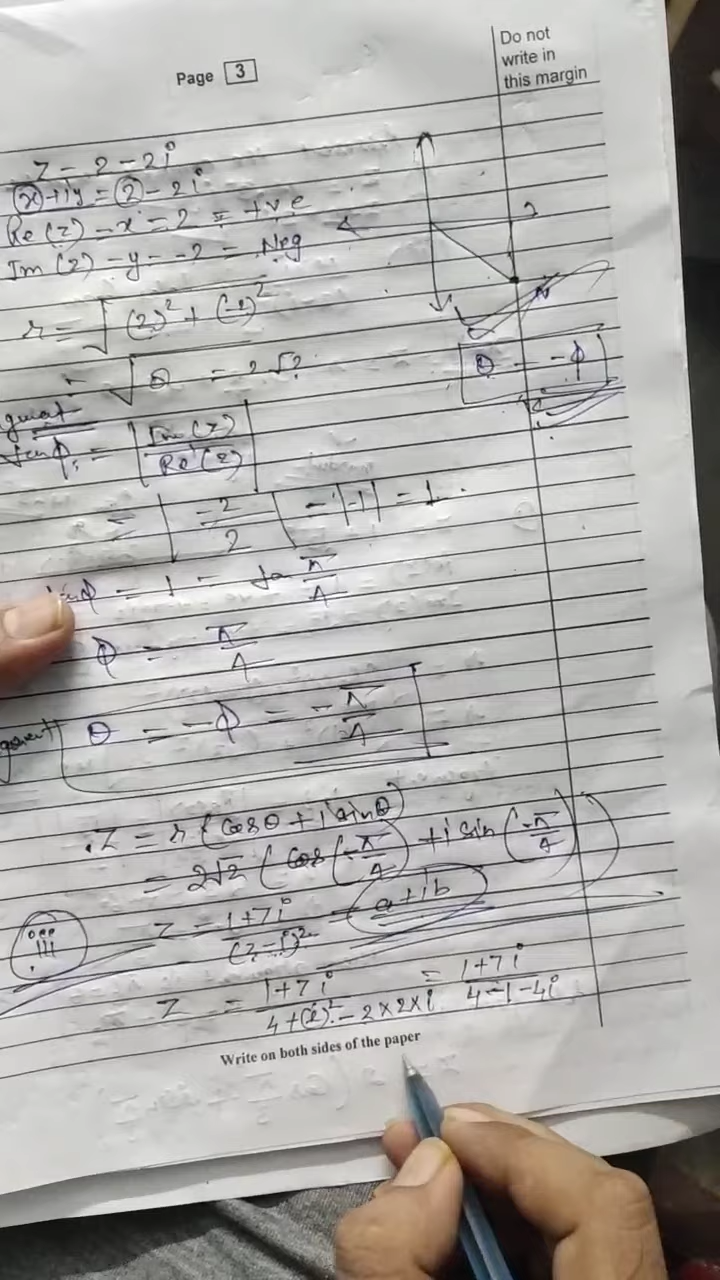 Page 3
Do not
write in
this margin
z = 2 - 2i
x + iy = 2 - 2i
Re(z) - x = 2 = +ve
Im(z) - y - -2 = Neg
r = √(2)² + (-2)²
= √8 = 2√2
θ = -φ
tan φ = |Im(z)/Re(z)|
= |-2/2| = |-1| = 1
tan φ = 1 = tan π/4
φ = π/4
θ = -φ = -π/4
z = r {cos θ + i sin θ}
= 2√2 (cos(-π/4) + i sin(-π/4))
iii z = 1+7i/(2-i)² = a+ib
z = 1+7i/4+(i)²-2×2×i = 1+7i/4-1-4i
Write on both sides of the paper